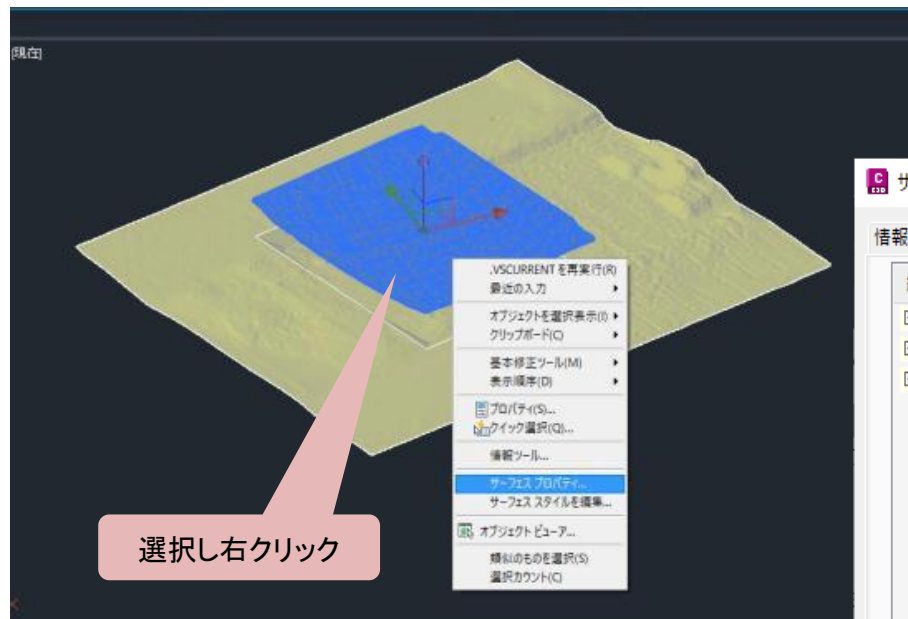 [現在]
.VSCURRENT を再実行(R)
最近の入力
オブジェクトを選択表示(I)
クリップボード(C)
基本修正ツール(M)
表示順序(D)
プロパティ(S)...
クイック選択(Q)...
情報ツール...
サーフェス プロパティ...
サーフェス スタイルを編集...
オブジェクト ビューア...
類似のものを選択(S)
選択カウント(C)
選択し右クリック
C
C3D
サ
情報